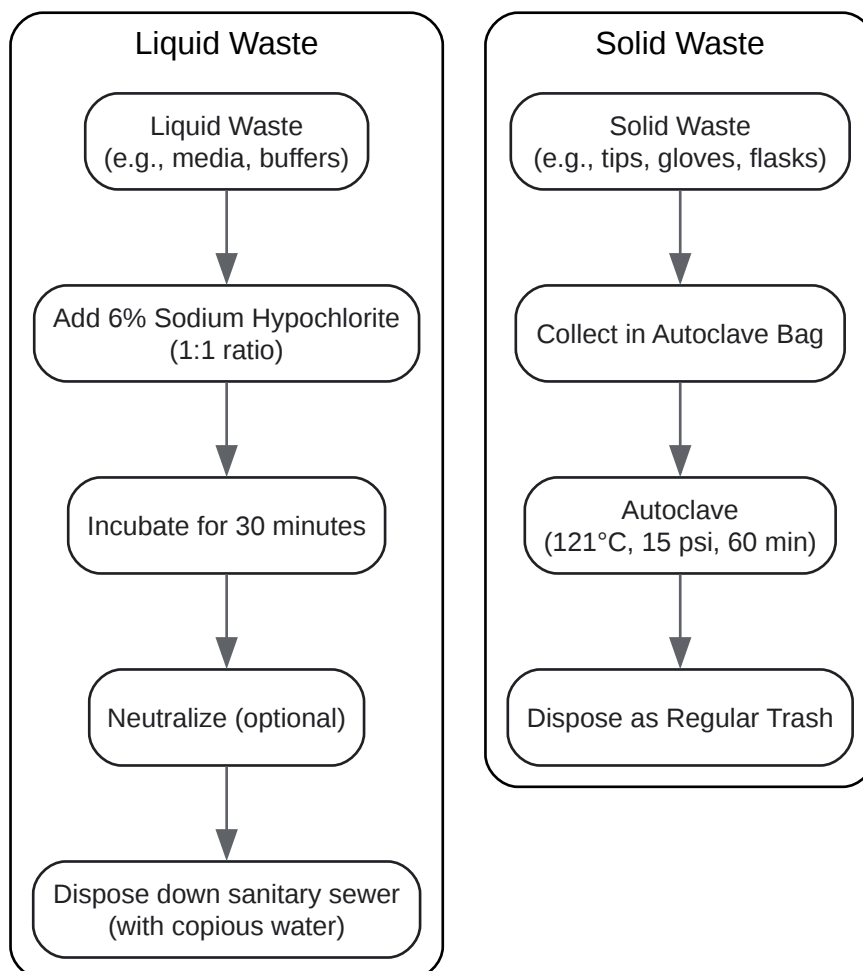 Liquid Waste
Liquid Waste
(e.g., media, buffers)
Add 6% Sodium Hypochlorite
(1:1 ratio)
Incubate for 30 minutes
Neutralize (optional)
Dispose down sanitary sewer
(with copious water)
Solid Waste
Solid Waste
(e.g., tips, gloves, flasks)
Collect in Autoclave Bag
Autoclave
(121°C, 15 psi, 60 min)
Dispose as Regular Trash